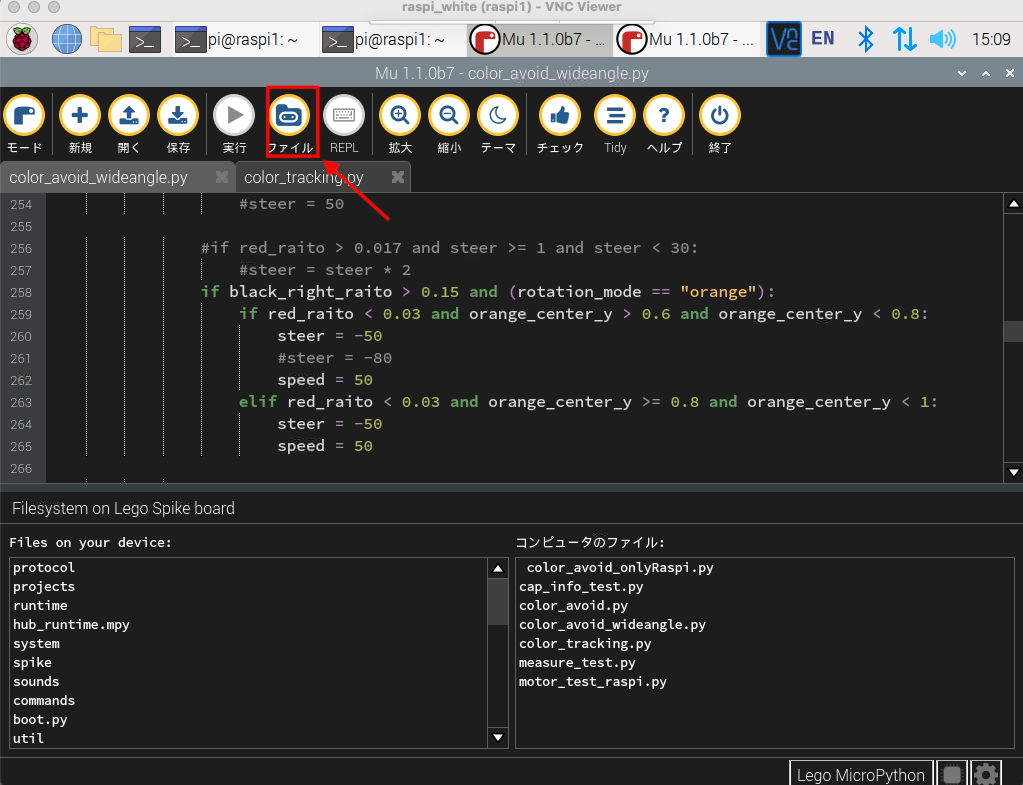 raspi_white (raspi1) - VNC Viewer
pi@raspi1: ~
pi@raspi1: ~
Mu 1.1.0b7 - ...
Mu 1.1.0b7 - ...
EN
15:09
Mu 1.1.0b7 - color_avoid_wideangle.py
モード
新規
開く
保存
実行
ファイル
REPL
拡大
縮小
テーマ
チェック
Tidy
ヘルプ
終了
color_avoid_wideangle.py
color_tracking.py
254 #steer = 50
255
256 #if red_raito > 0.017 and steer >= 1 and steer < 30:
257 #steer = steer * 2
258 if black_right_raito > 0.15 and (rotation_mode == "orange"):
259 if red_raito < 0.03 and orange_center_y > 0.6 and orange_center_y < 0.8:
260 steer = -50
261 #steer = -80
262 speed = 50
263 elif red_raito < 0.03 and orange_center_y >= 0.8 and orange_center_y < 1:
264 steer = -50
265 speed = 50
266
Filesystem on Lego Spike board
Files on your device:
protocol
projects
runtime
hub_runtime.mpy
system
spike
sounds
commands
boot.py
util
コンピュータのファイル:
color_avoid_onlyRaspi.py
cap_info_test.py
color_avoid.py
color_avoid_wideangle.py
color_tracking.py
measure_test.py
motor_test_raspi.py
Lego MicroPython